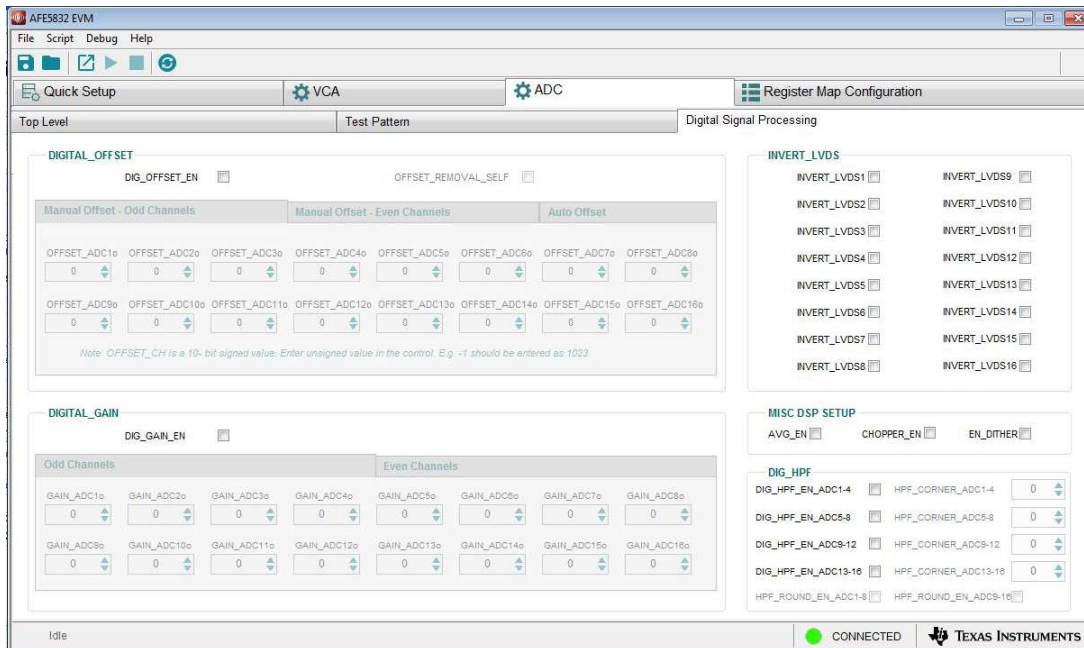 AFE5832 EVM
File Script Debug Help
Quick Setup VCA ADC Register Map Configuration
Top Level Test Pattern Digital Signal Processing
DIGITAL_OFFSET
DIG_OFFSET_EN OFFSET_REMOVAL_SELF
Manual Offset - Odd Channels Manual Offset - Even Channels Auto Offset
OFFSET_ADC1o OFFSET_ADC2o OFFSET_ADC3o OFFSET_ADC4o OFFSET_ADC5o OFFSET_ADC6o OFFSET_ADC7o OFFSET_ADC8o
0 0 0 0 0 0 0 0
OFFSET_ADC9o OFFSET_ADC10o OFFSET_ADC11o OFFSET_ADC12o OFFSET_ADC13o OFFSET_ADC14o OFFSET_ADC15o OFFSET_ADC16o
0 0 0 0 0 0 0 0
Note: OFFSET_CH is a 10- bit signed value. Enter unsigned value in the control. E.g. -1 should be entered as 1023
INVERT_LVDS
INVERT_LVDS1 INVERT_LVDS9
INVERT_LVDS2 INVERT_LVDS10
INVERT_LVDS3 INVERT_LVDS11
INVERT_LVDS4 INVERT_LVDS12
INVERT_LVDS5 INVERT_LVDS13
INVERT_LVDS6 INVERT_LVDS14
INVERT_LVDS7 INVERT_LVDS15
INVERT_LVDS8 INVERT_LVDS16
DIGITAL_GAIN
DIG_GAIN_EN
Odd Channels Even Channels
GAIN_ADC1o GAIN_ADC2o GAIN_ADC3o GAIN_ADC4o GAIN_ADC5o GAIN_ADC6o GAIN_ADC7o GAIN_ADC8o
0 0 0 0 0 0 0 0
GAIN_ADC9o GAIN_ADC10o GAIN_ADC11o GAIN_ADC12o GAIN_ADC13o GAIN_ADC14o GAIN_ADC15o GAIN_ADC16o
0 0 0 0 0 0 0 0
MISC DSP SETUP
AVG_EN CHOPPER_EN EN_DITHER
DIG_HPF
DIG_HPF_EN_ADC1-4 HPF_CORNER_ADC1-4 0
DIG_HPF_EN_ADC5-8 HPF_CORNER_ADC5-8 0
DIG_HPF_EN_ADC9-12 HPF_CORNER_ADC9-12 0
DIG_HPF_EN_ADC13-16 HPF_CORNER_ADC13-16 0
HPF_ROUND_EN_ADC1-8 HPF_ROUND_EN_ADC9-16
Idle CONNECTED TEXAS INSTRUMENTS